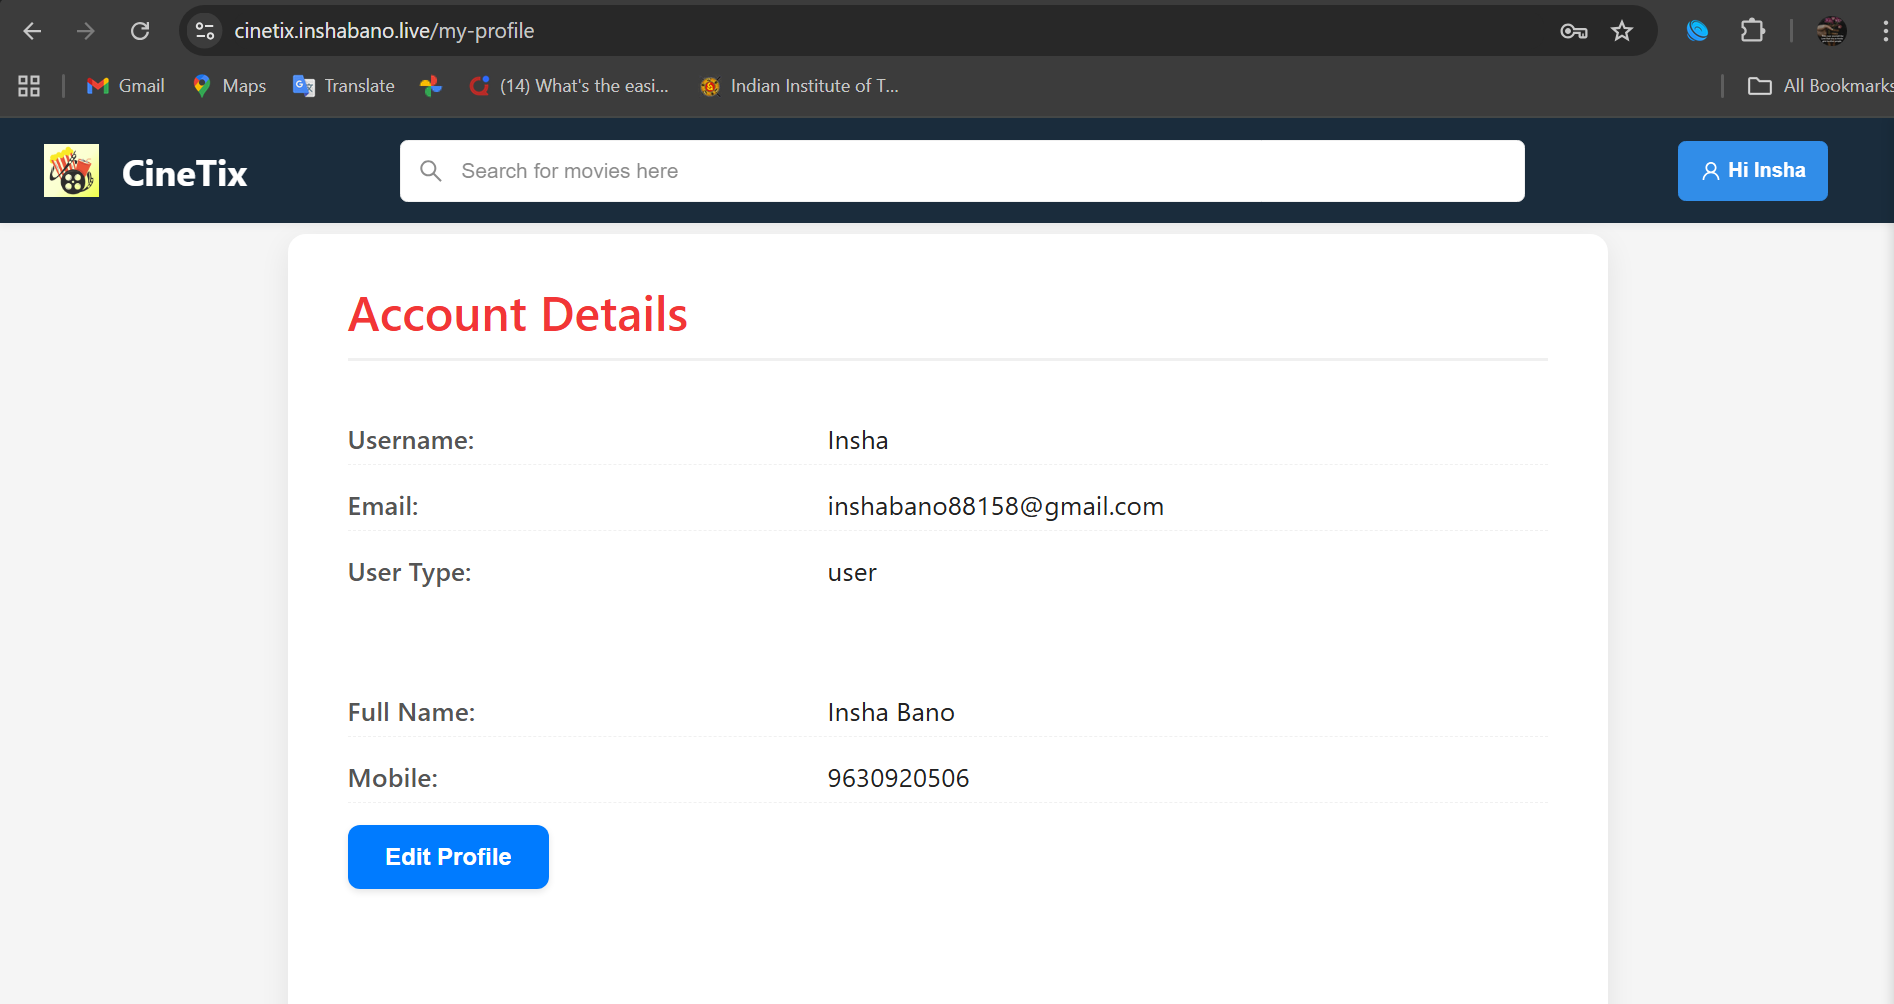 cinetix.inshabano.live/my-profile
Gmail Maps Translate (14) What's the easi... Indian Institute of T... All Bookmarks
CineTix Search for movies here Hi Insha
Account Details
Username: Insha
Email: inshabano88158@gmail.com
User Type: user
Full Name: Insha Bano
Mobile: 9630920506
Edit Profile